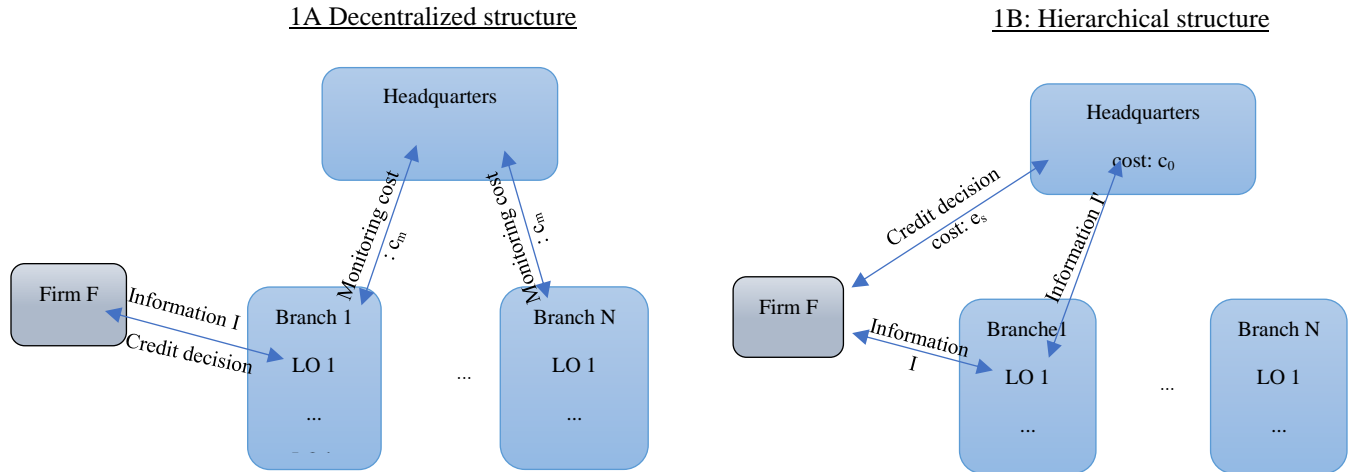 1A Decentralized structure
Headquarters
Monitoring cost
: cₘ
Monitoring cost
: cₘ
Firm F
Information I
Credit decision
Branch 1
LO 1
...
...
Branch N
LO 1
...
1B: Hierarchical structure
Headquarters
cost: c₀
Credit decision
cost: eₛ
Information I'
Firm F
Information
I
Branche1
LO 1
...
...
Branch N
LO 1
...